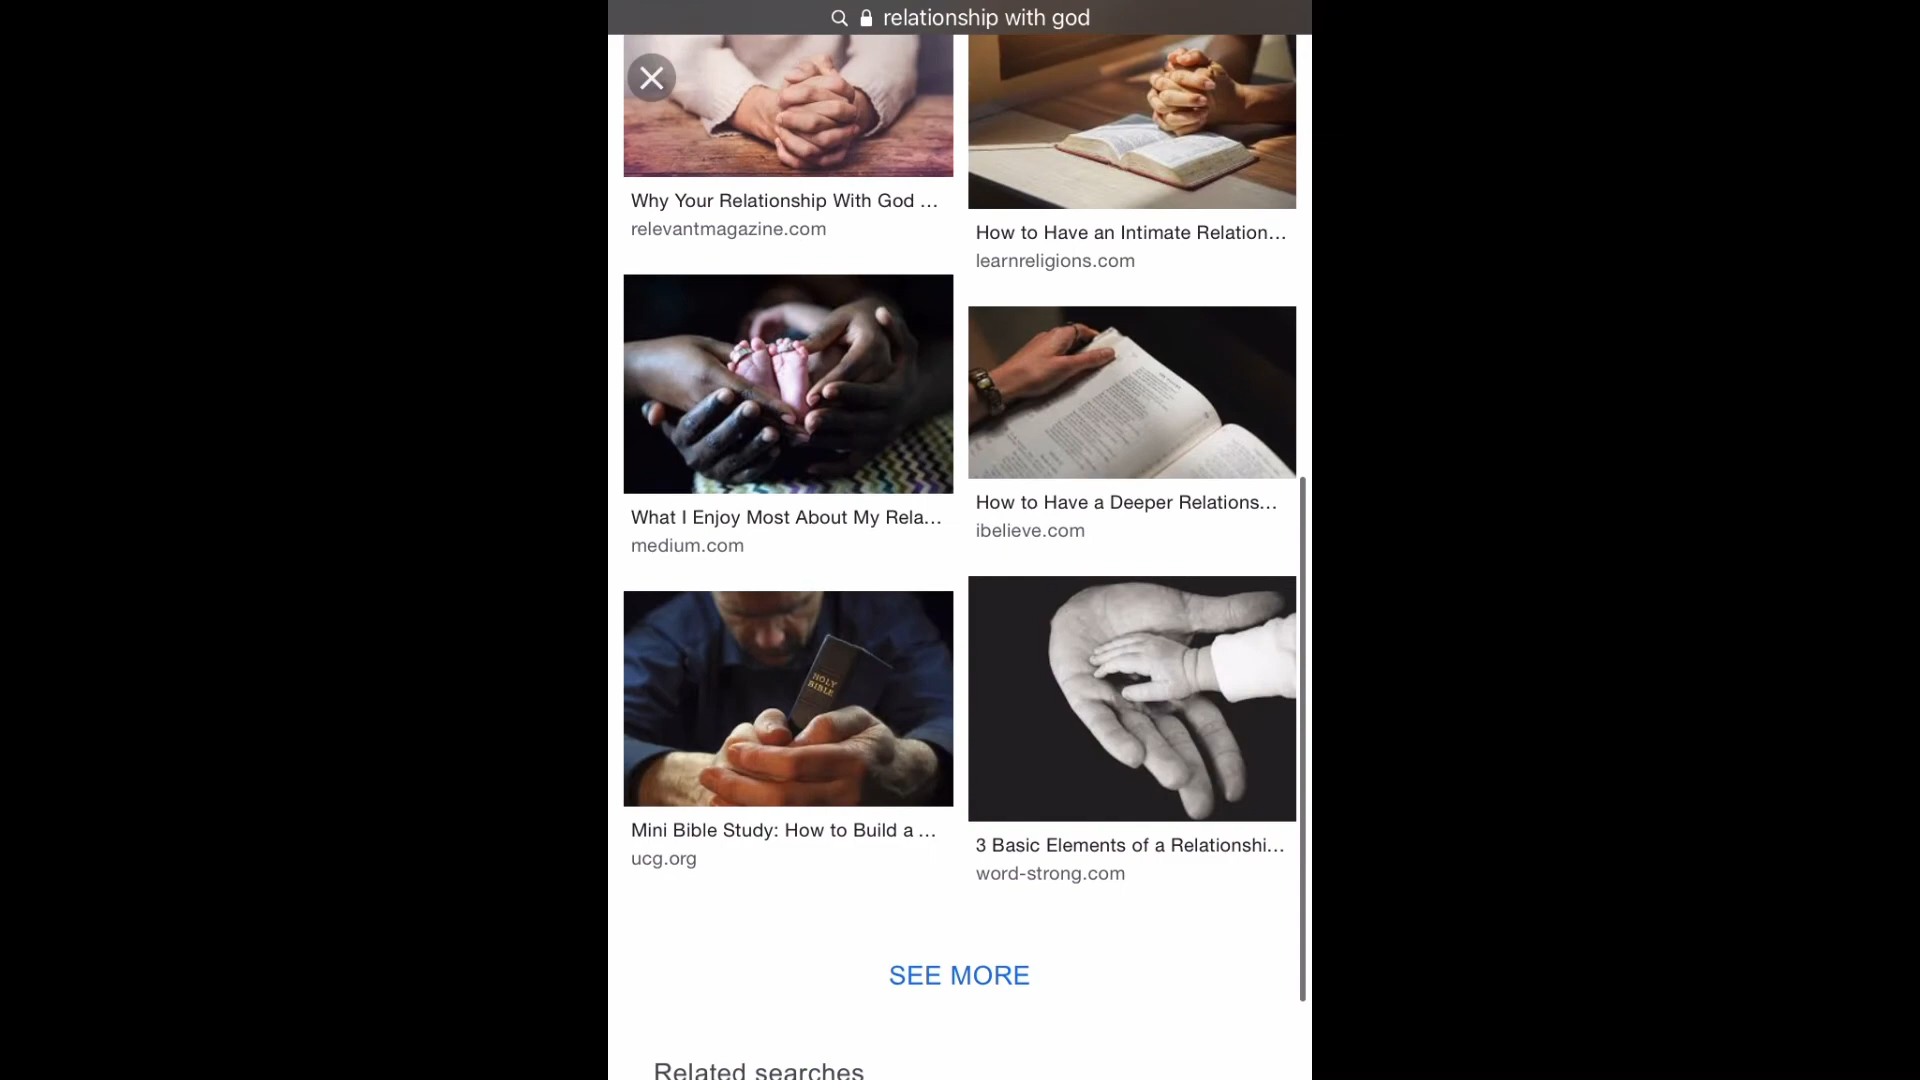 relationship with god
Why Your Relationship With God ...
relevantmagazine.com
How to Have an Intimate Relation...
learnreligions.com
What I Enjoy Most About My Rela...
medium.com
How to Have a Deeper Relations...
ibelieve.com
HOLY
BIBLE
Mini Bible Study: How to Build a ...
ucg.org
3 Basic Elements of a Relationshi...
word-strong.com
SEE MORE
Related searches